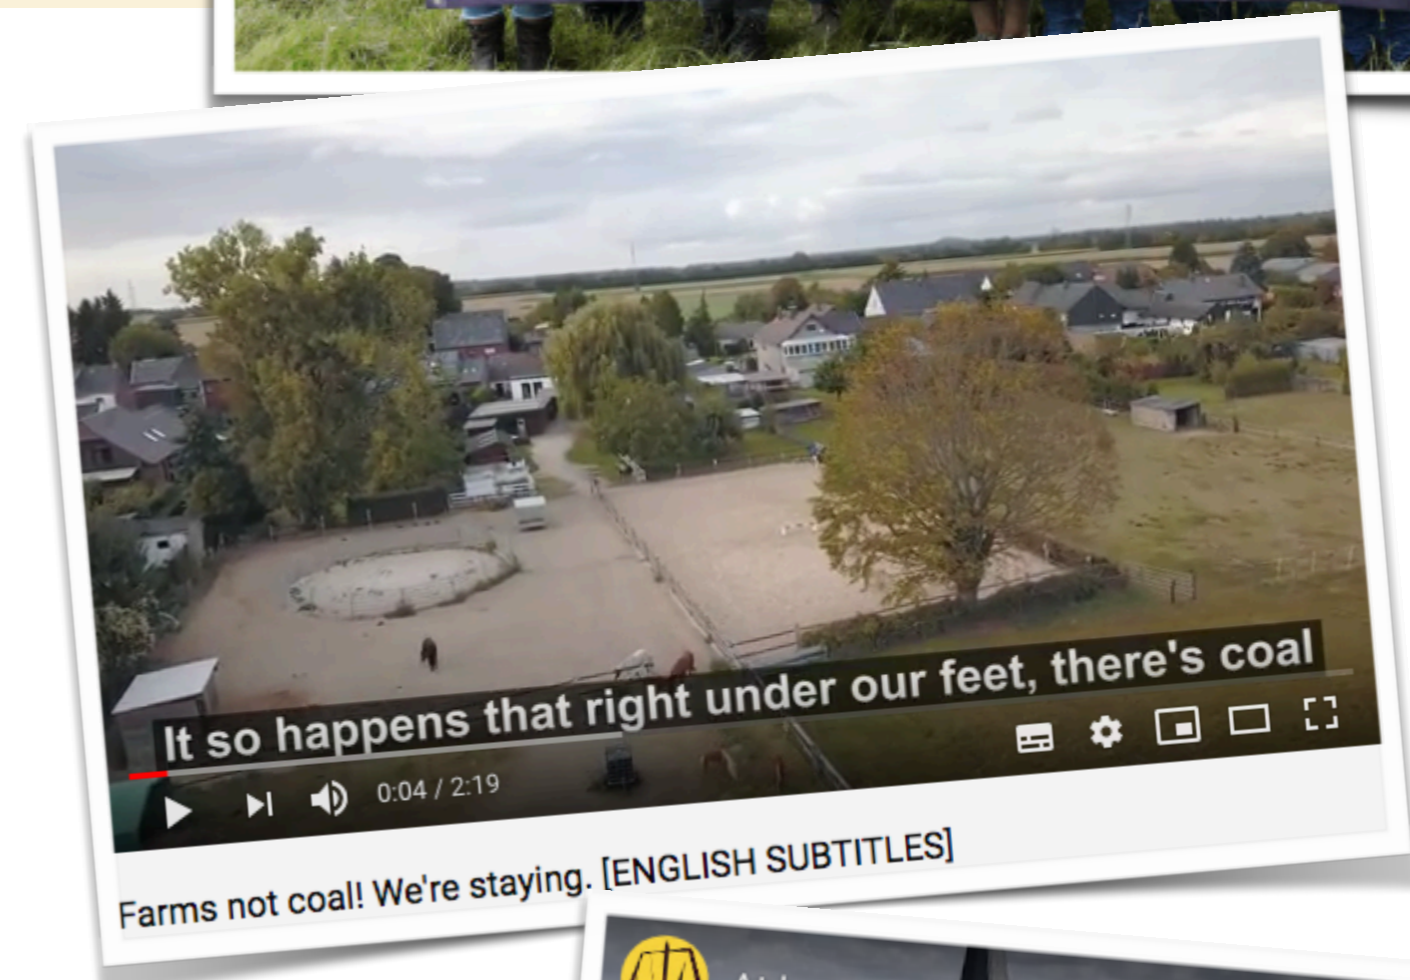 It so happens that right under our feet, there's coal
0:04 / 2:19
Farms not coal! We're staying. [ENGLISH SUBTITLES]